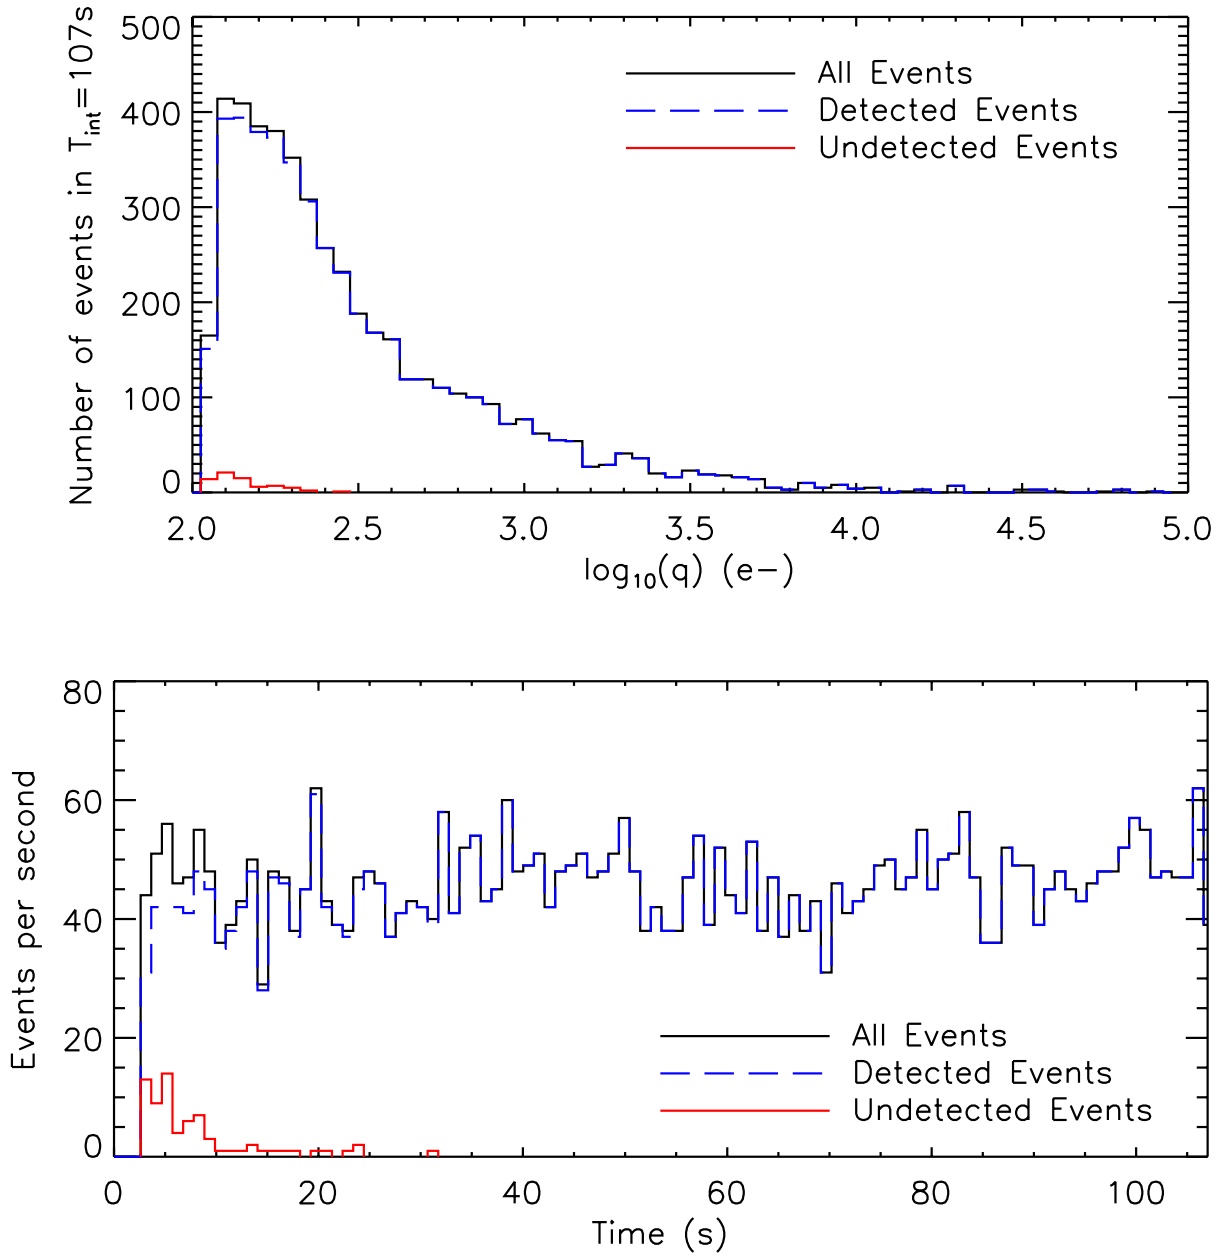 Number of events in T_int=107s
500
400
300
200
100
0
All Events
Detected Events
Undetected Events
2.0 2.5 3.0 3.5 4.0 4.5 5.0
log₁₀(q) (e−)
Events per second
80
60
40
20
0
All Events
Detected Events
Undetected Events
0 20 40 60 80 100
Time (s)